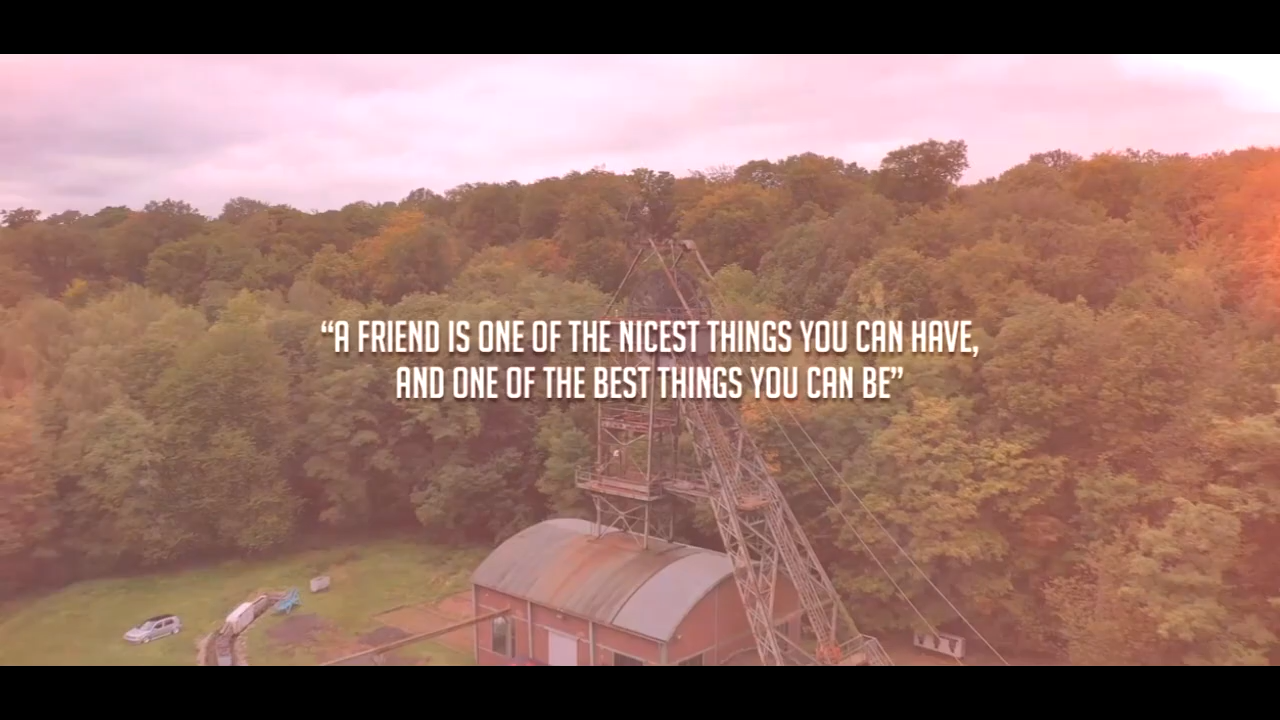 “A FRIEND IS ONE OF THE NICEST THINGS YOU CAN HAVE,
AND ONE OF THE BEST THINGS YOU CAN BE”